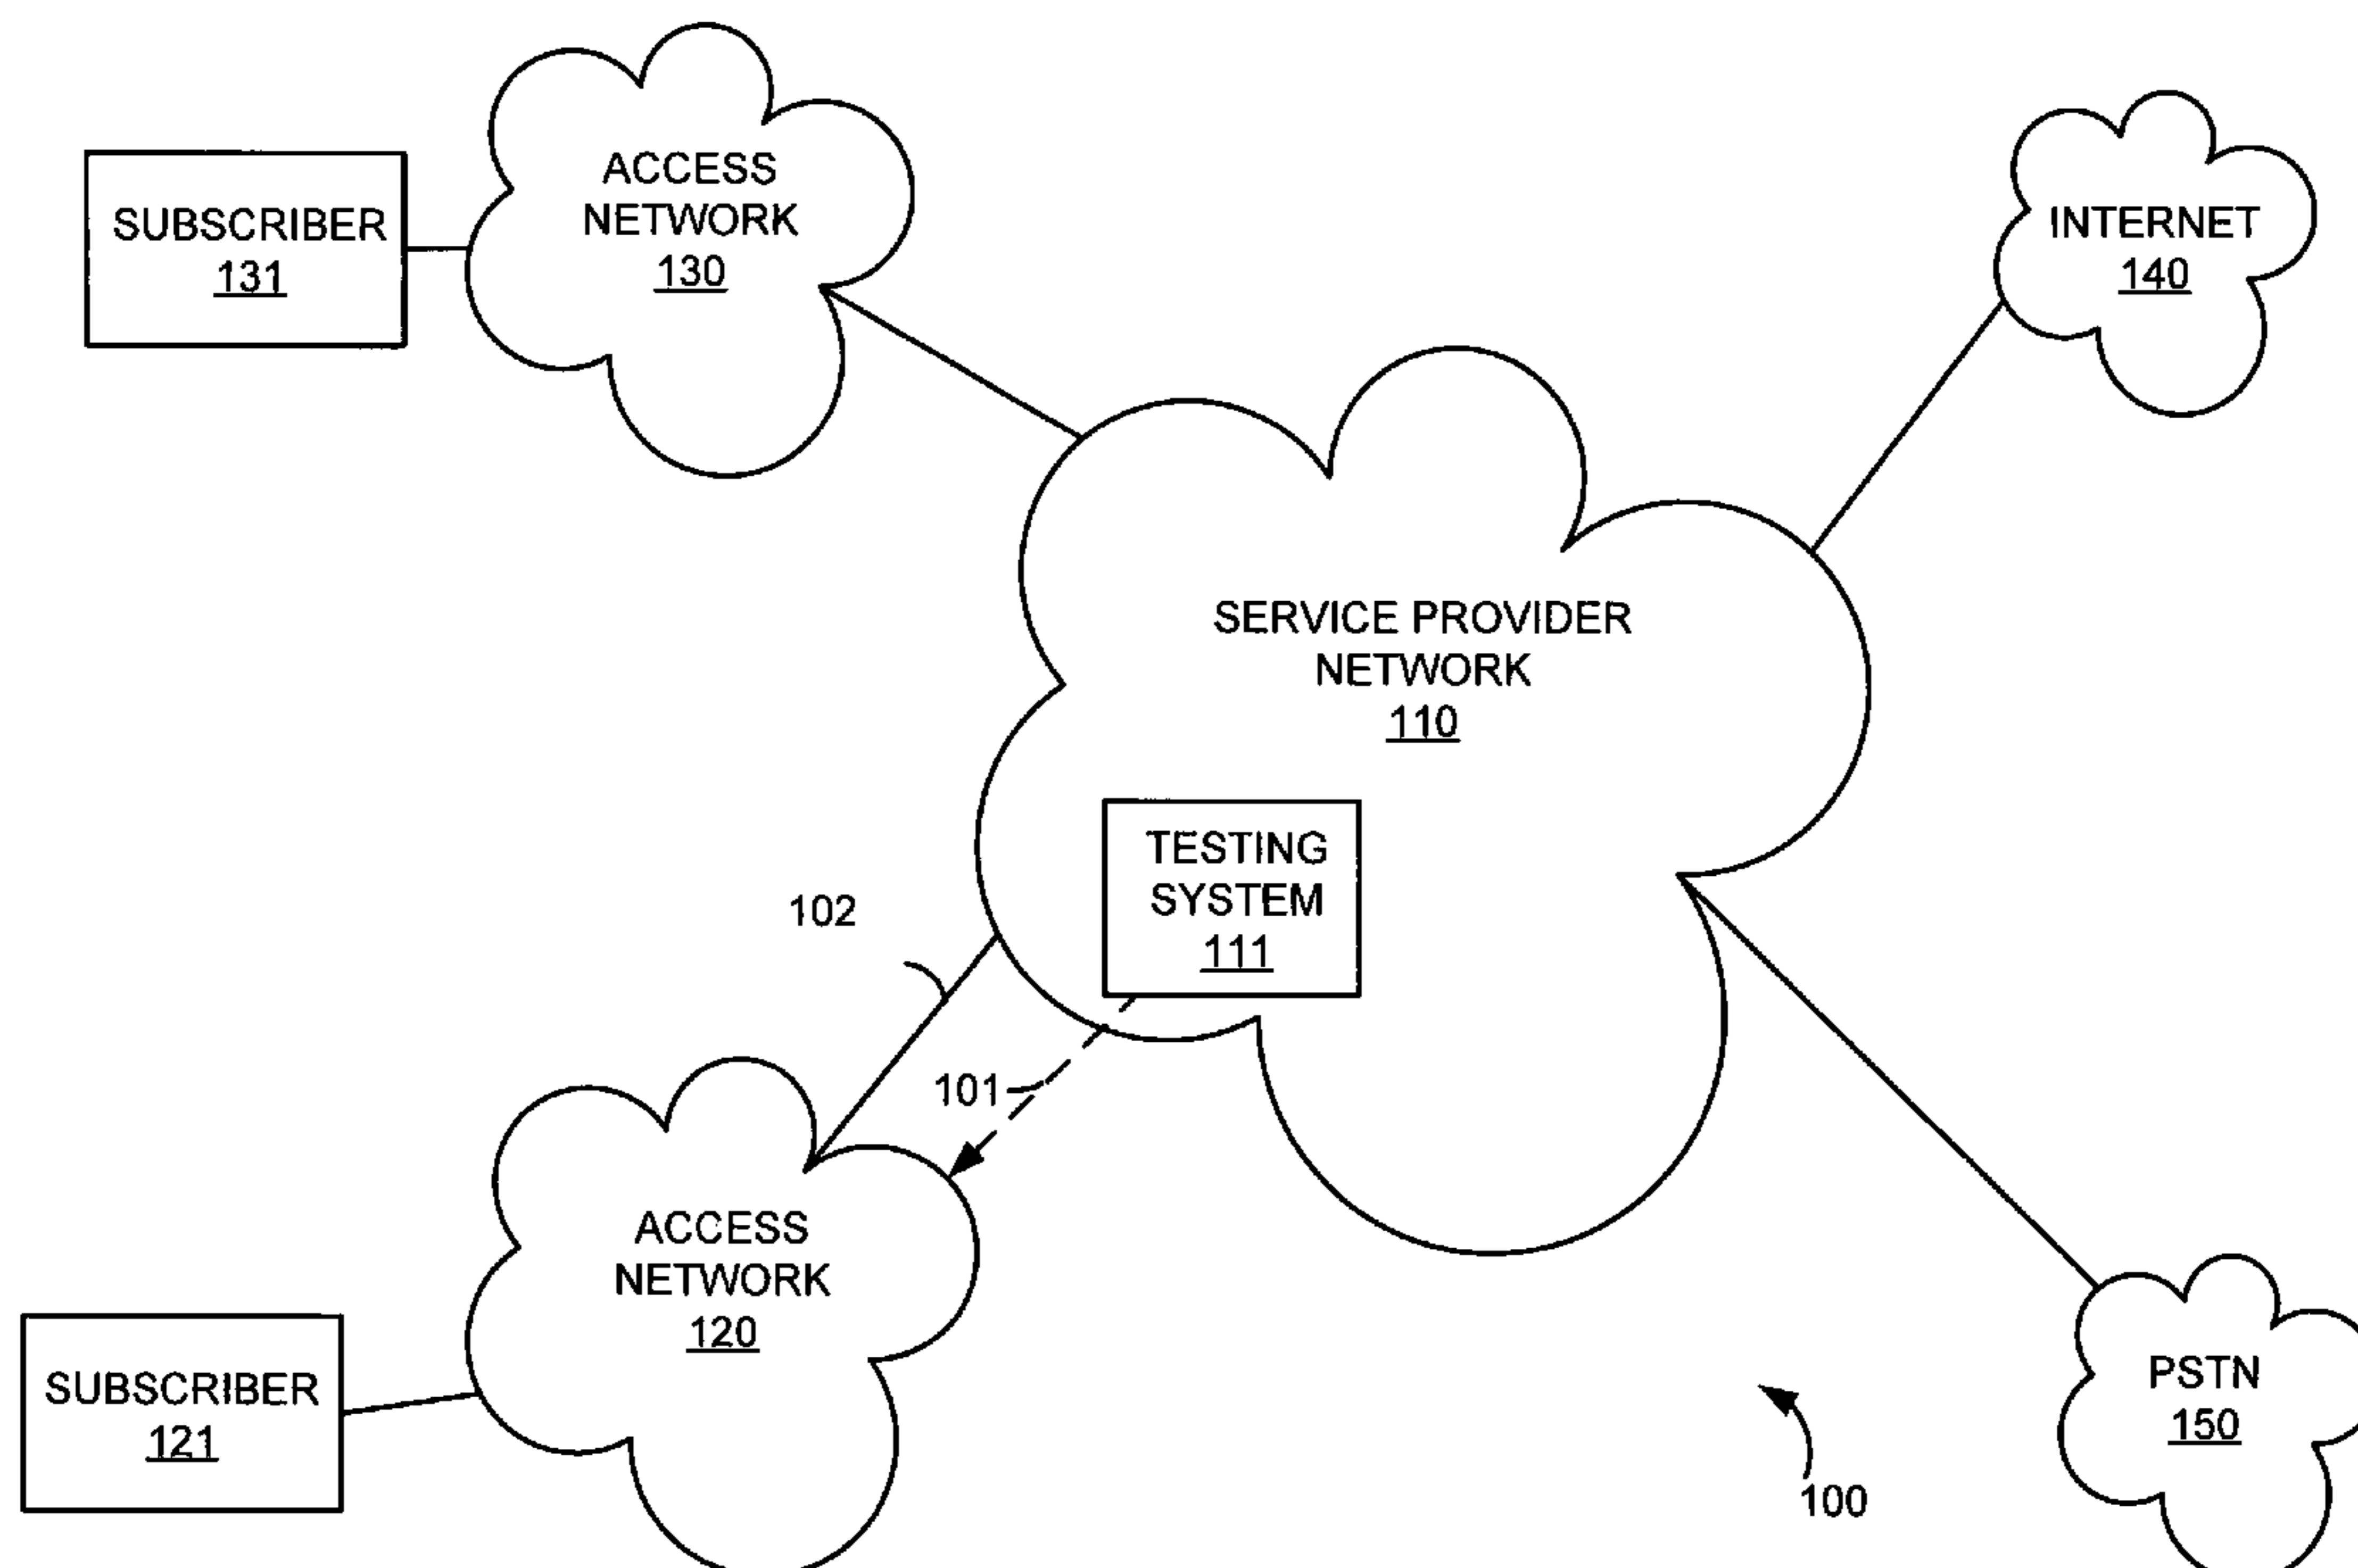 ACCESS
NETWORK
130
SUBSCRIBER
131
INTERNET
140
SERVICE PROVIDER
NETWORK
110
TESTING
SYSTEM
111
102
101
ACCESS
NETWORK
120
SUBSCRIBER
121
PSTN
150
100